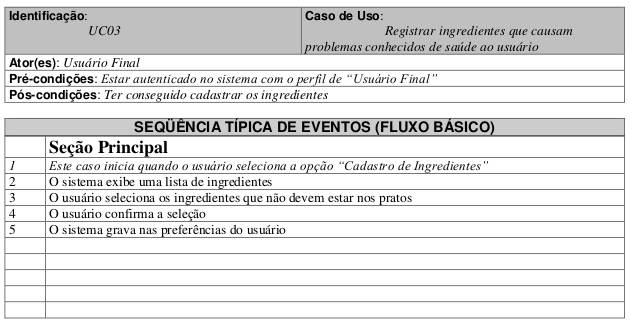 Identificação:
UC03
Caso de Uso:
Registrar ingredientes que causam
problemas conhecidos de saúde ao usuário
Ator(es): Usuário Final
Pré-condições: Estar autenticado no sistema com o perfil de “Usuário Final”
Pós-condições: Ter conseguido cadastrar os ingredientes
SEQÜÊNCIA TÍPICA DE EVENTOS (FLUXO BÁSICO)
Seção Principal
1 Este caso inicia quando o usuário seleciona a opção “Cadastro de Ingredientes”
2 O sistema exibe uma lista de ingredientes
3 O usuário seleciona os ingredientes que não devem estar nos pratos
4 O usuário confirma a seleção
5 O sistema grava nas preferências do usuário